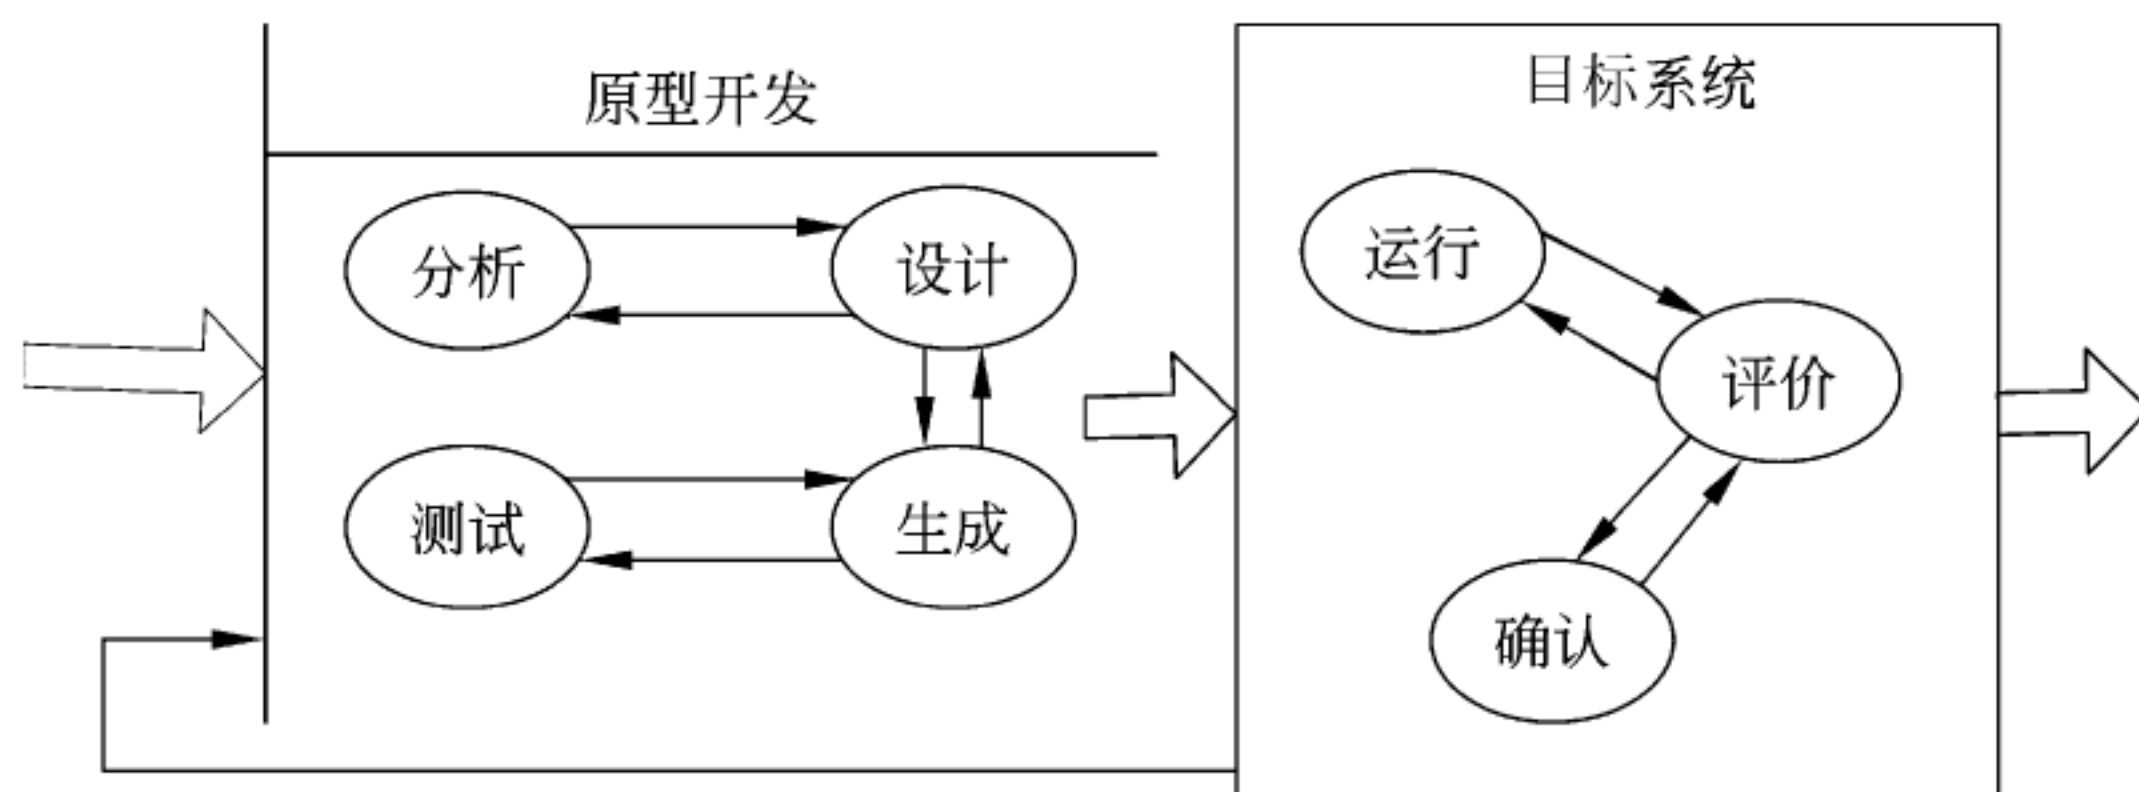 原型开发
分析
设计
测试
生成
目标系统
运行
评价
确认